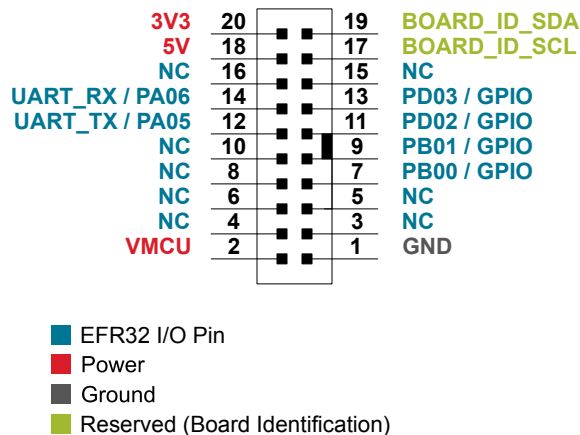 3V3 20 19 BOARD_ID_SDA
5V 18 17 BOARD_ID_SCL
NC 16 15 NC
UART_RX / PA06 14 13 PD03 / GPIO
UART_TX / PA05 12 11 PD02 / GPIO
NC 10 9 PB01 / GPIO
NC 8 7 PB00 / GPIO
NC 6 5 NC
NC 4 3 NC
VMCU 2 1 GND
EFR32 I/O Pin
Power
Ground
Reserved (Board Identification)